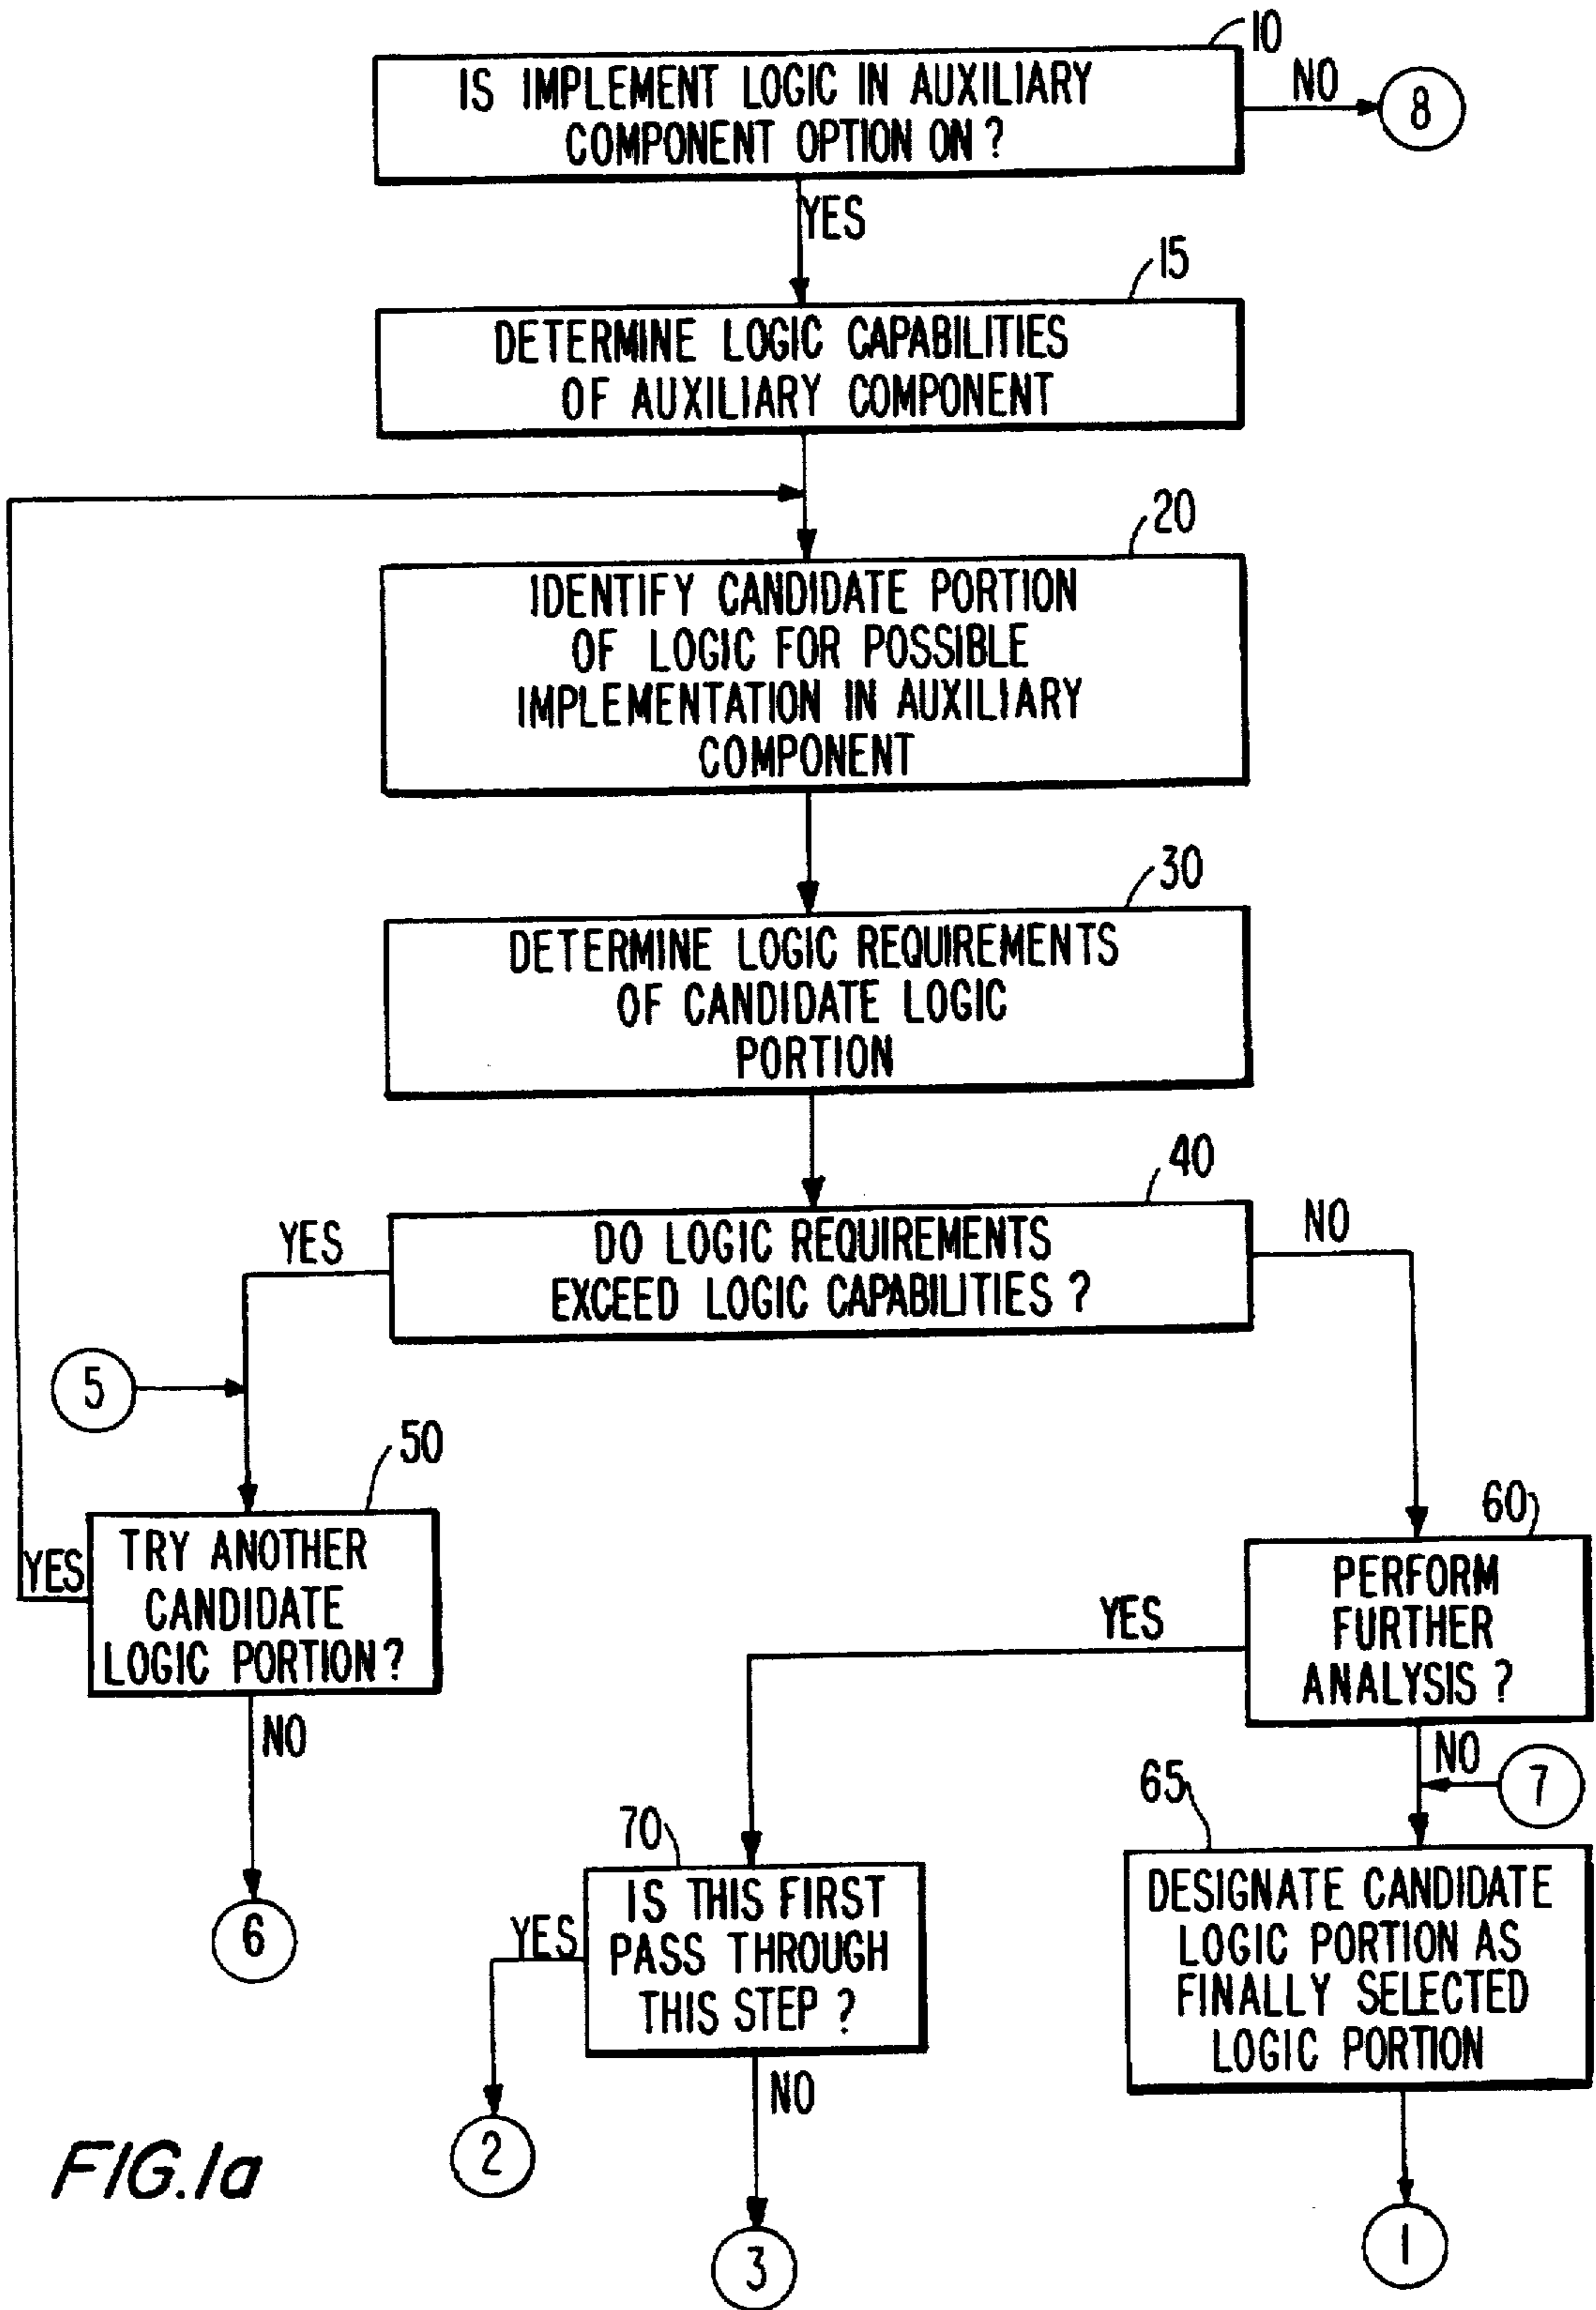 10
IS IMPLEMENT LOGIC IN AUXILIARY
COMPONENT OPTION ON ?
NO
8
YES
15
DETERMINE LOGIC CAPABILITIES
OF AUXILIARY COMPONENT
20
IDENTIFY CANDIDATE PORTION
OF LOGIC FOR POSSIBLE
IMPLEMENTATION IN AUXILIARY
COMPONENT
30
DETERMINE LOGIC REQUIREMENTS
OF CANDIDATE LOGIC
PORTION
40
YES
DO LOGIC REQUIREMENTS
EXCEED LOGIC CAPABILITIES ?
NO
5
50
YES
TRY ANOTHER
CANDIDATE
LOGIC PORTION ?
NO
6
60
PERFORM
FURTHER
ANALYSIS ?
YES
NO
7
65
DESIGNATE CANDIDATE
LOGIC PORTION AS
FINALLY SELECTED
LOGIC PORTION
70
IS THIS FIRST
PASS THROUGH
THIS STEP ?
YES
NO
2
3
1
FIG.1a